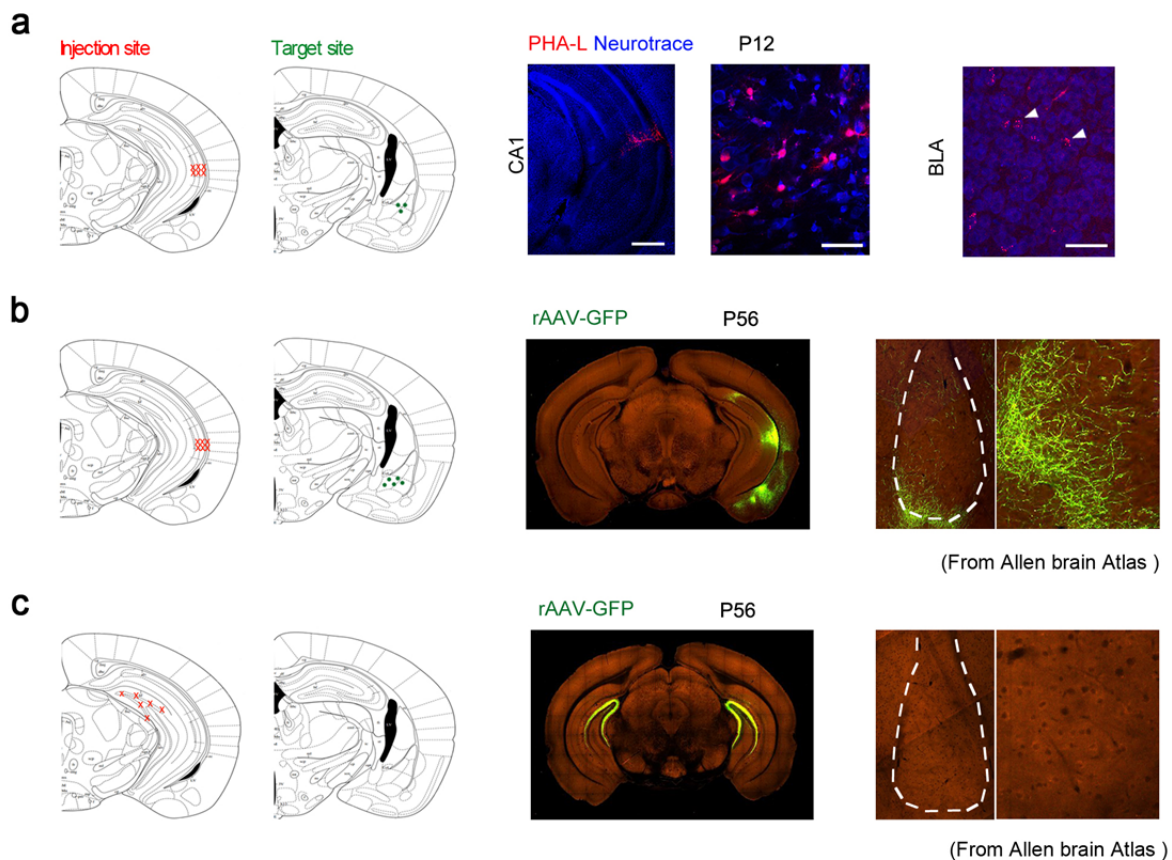 a
Injection site
Target site
PHA-L Neurotrace
P12
CA1
BLA
b
rAAV-GFP
P56
(From Allen brain Atlas )
c
rAAV-GFP
P56
(From Allen brain Atlas )